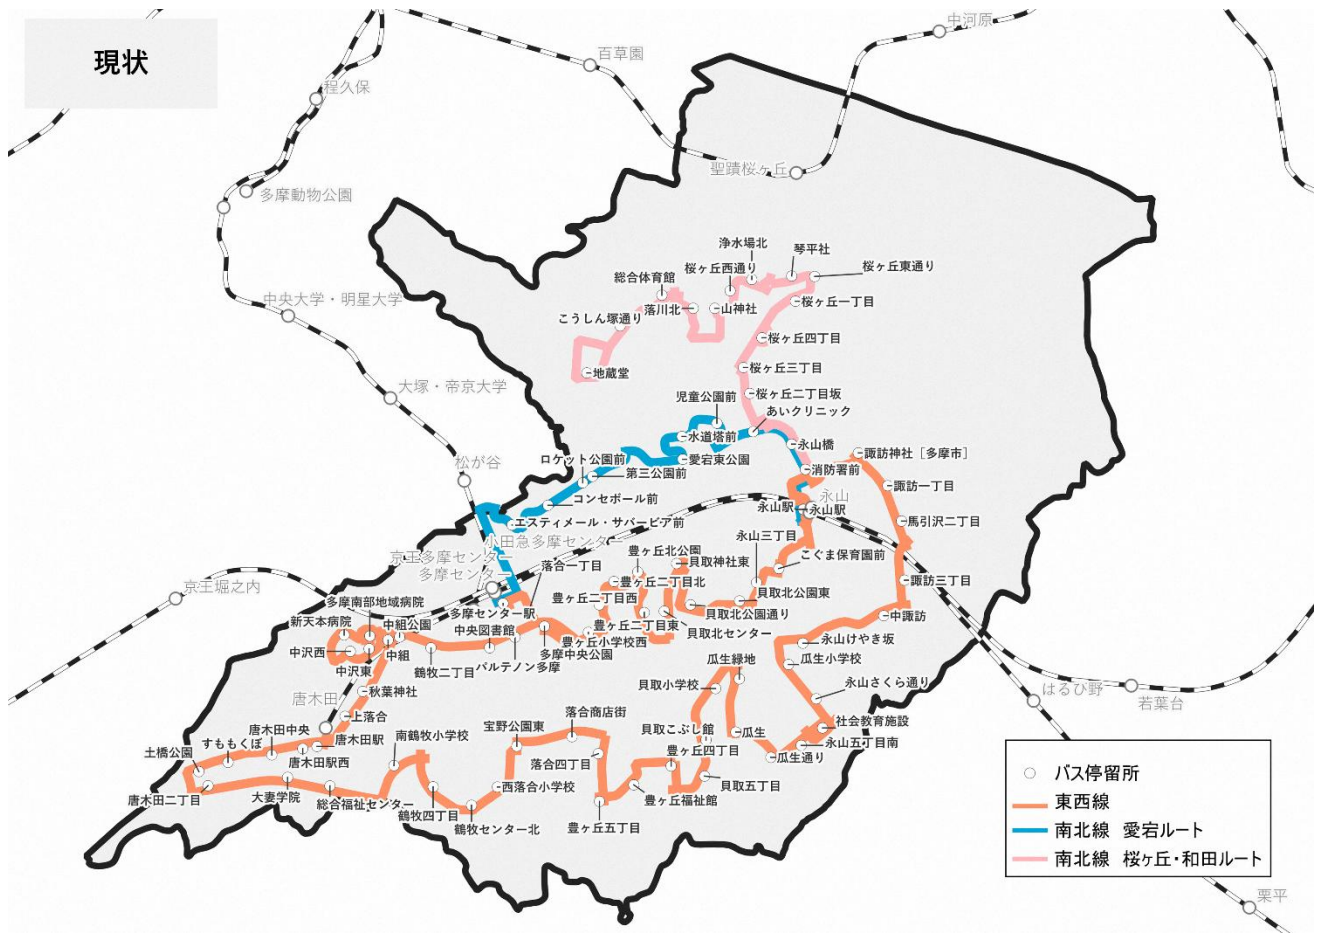 現状
中河原
百草園
程久保
聖蹟桜ヶ丘
多摩動物公園
浄水場北
琴平社
桜ヶ丘西通り
桜ヶ丘東通り
総合体育館
中央大学・明星大学
落川北
山神社
桜ヶ丘一丁目
こうしん塚通り
桜ヶ丘四丁目
桜ヶ丘三丁目
地蔵堂
大塚・帝京大学
桜ヶ丘二丁目坂
児童公園前
あいクリニック
水道塔前
永山橋
諏訪神社［多摩市］
松が谷
ロケット公園前
愛宕東公園
第三公園前
消防署前
諏訪一丁目
コンセボール前
永山
永山駅
永山駅
エスティメール・サバービア前
馬引沢二丁目
小田急多摩センター
永山三丁目
京王多摩センター
豊ヶ丘北公園
貝取神社東
こぐま保育園前
多摩センター
落合一丁目
京王堀之内
豊ヶ丘二丁目北
諏訪三丁目
多摩南部地域病院
豊ヶ丘二丁目西
貝取北公園東
新天本病院
中組公園
多摩センター駅
貝取北公園通り
中諏訪
中央図書館
豊ヶ丘二丁目東
貝取北センター
豊ヶ丘小学校西
中沢西
中組
多摩中央公園
永山けやき坂
中沢東
鶴牧二丁目
パルテノン多摩
瓜生緑地
瓜生小学校
秋葉神社
貝取小学校
永山さくら通り
はるひ野
若葉台
唐木田
上落合
宝野公園東
落合商店街
貝取こぶし館
社会教育施設
唐木田中央
南鶴牧小学校
瓜生
すももくぼ
唐木田駅
土橋公園
落合四丁目
豊ヶ丘四丁目
永山五丁目南
唐木田駅西
瓜生通り
唐木田二丁目
大妻学院
総合福祉センター
西落合小学校
貝取五丁目
鶴牧四丁目
豊ヶ丘福祉館
鶴牧センター北
豊ヶ丘五丁目
バス停留所
東西線
南北線　愛宕ルート
南北線　桜ヶ丘・和田ルート
栗平